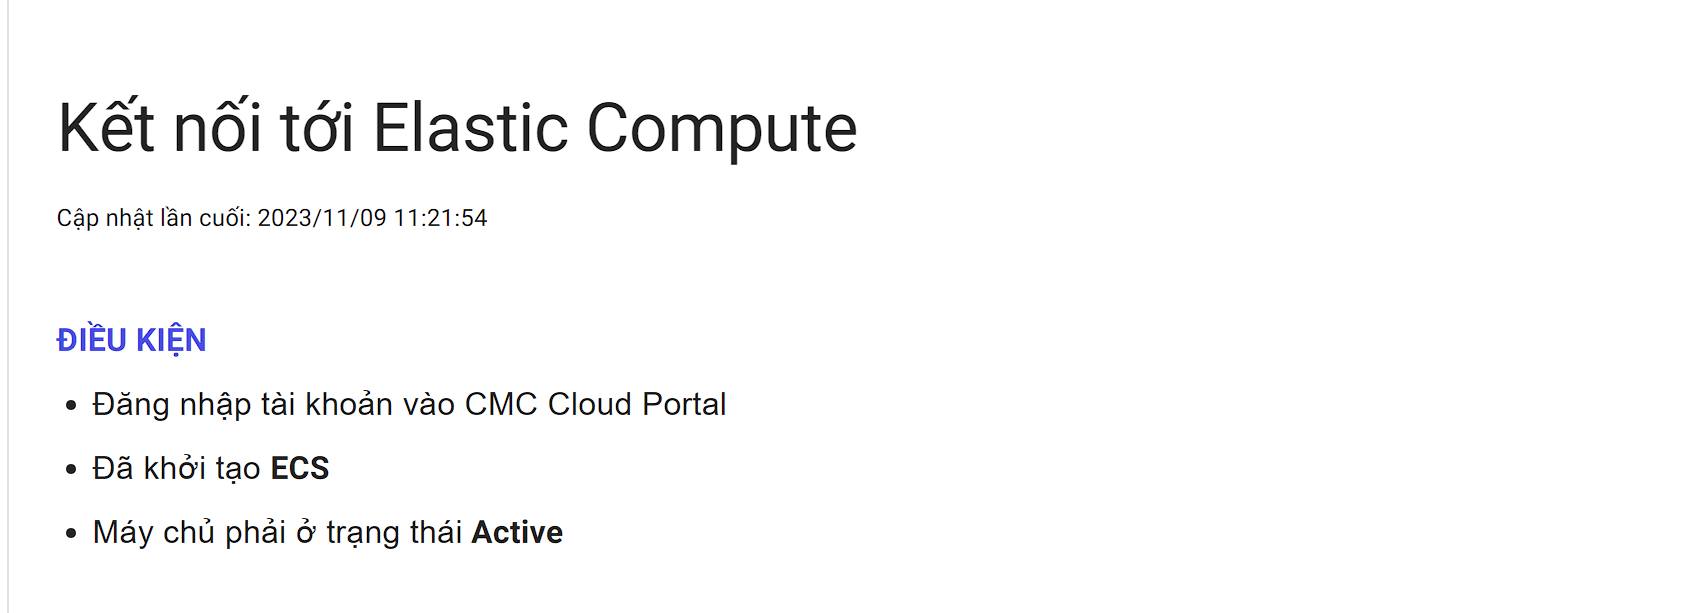 Kết nối tới Elastic Compute
Cập nhật lần cuối: 2023/11/09 11:21:54
ĐIỀU KIỆN
Đăng nhập tài khoản vào CMC Cloud Portal
Đã khởi tạo ECS
Máy chủ phải ở trạng thái Active